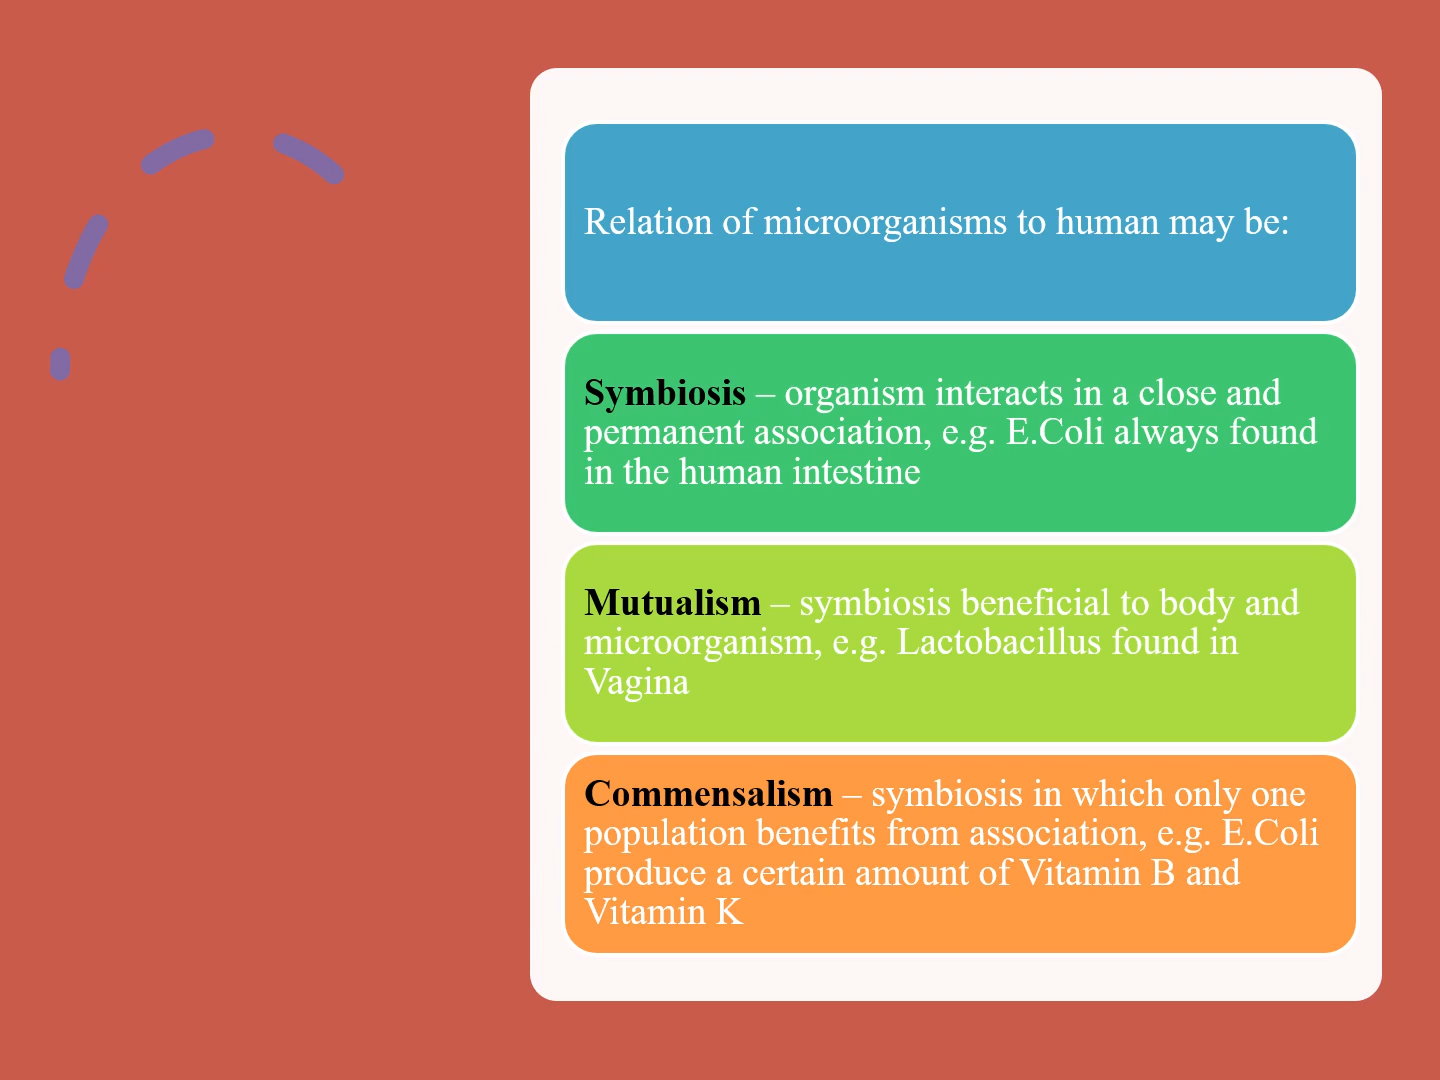 Relation of microorganisms to human may be:
Symbiosis – organism interacts in a close and
permanent association, e.g. E.Coli always found
in the human intestine
Mutualism – symbiosis beneficial to body and
microorganism, e.g. Lactobacillus found in
Vagina
Commensalism – symbiosis in which only one
population benefits from association, e.g. E.Coli
produce a certain amount of Vitamin B and
Vitamin K